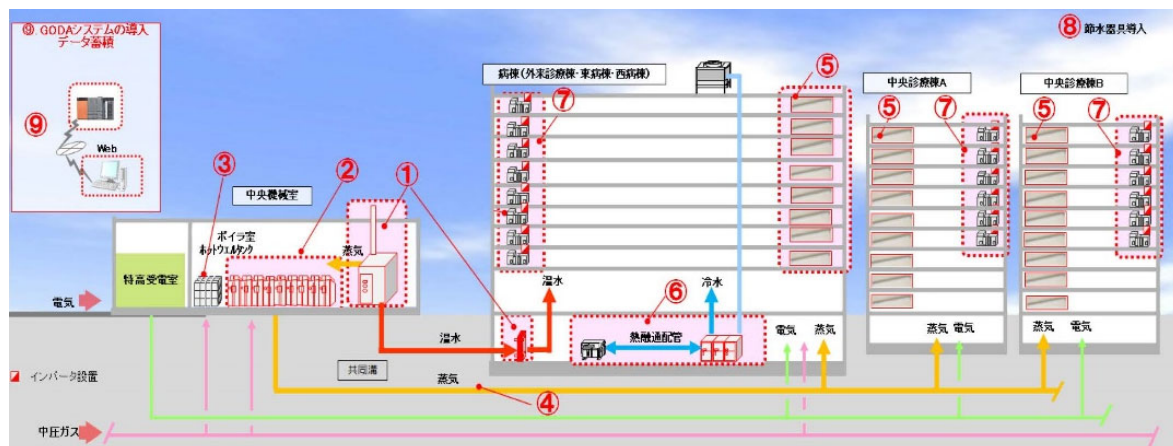 ⑨ GODAシステムの導入
データ蓄積
⑨
Web
⑧ 節水器具導入
病棟(外来診療棟・東病棟・西病棟)
⑤
⑦
中央診療棟A
⑤
⑦
中央診療棟B
⑤
⑦
③
中央機械室
②
①
ボイラ室
ホットウエルタンク
蒸気
特高受電室
電気
温水
冷水
⑥
熱融通配管
電気
蒸気
蒸気
電気
蒸気
電気
温水
共同溝
蒸気
④
インバータ設置
中圧ガス